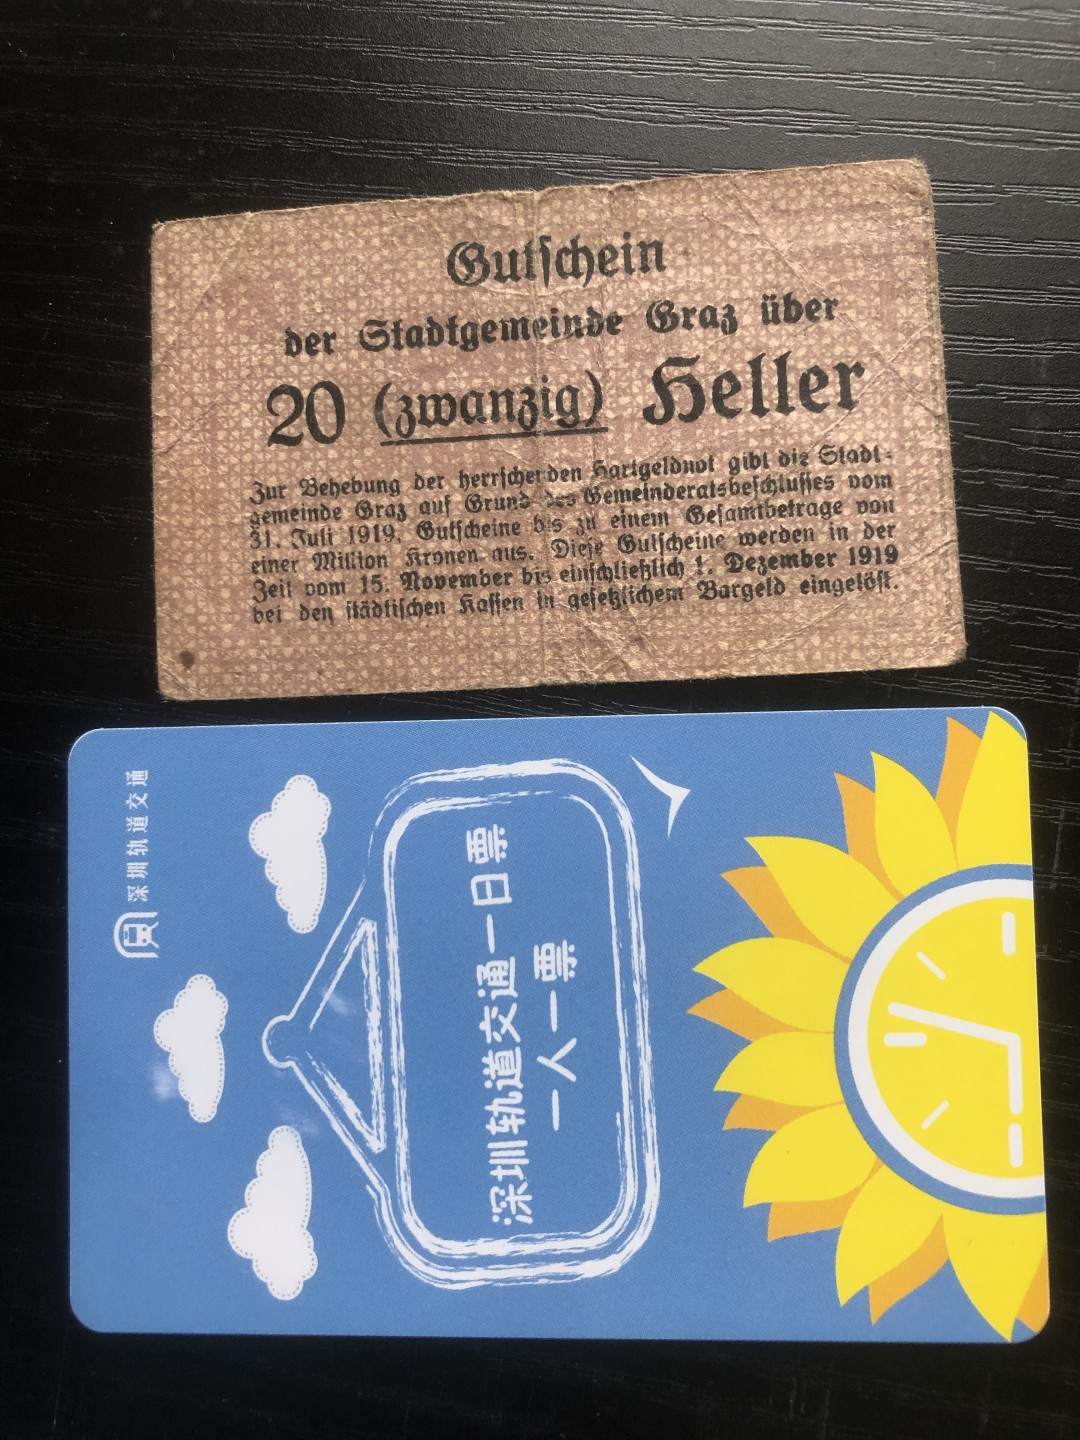 Gutschein
der Stadtgemeinde Graz über
20 (zwanzig) Heller
Zur Behebung der herrschenden Hartgeldnot gibt die Stadt-
gemeinde Graz auf Grund des Gemeinderatsbeschlusses vom
31. Juli 1919, Gutscheine bis zu einem Gesamtbetrage von
einer Million Kronen aus. Diese Gutscheine werden in der
Zeit vom 15. November bis einschließlich 1. Dezember 1919
bei den städtischen Kassen in gesetzlichem Bargeld eingelöst.
深圳轨道交通
深圳轨道交通一日票
一人一票